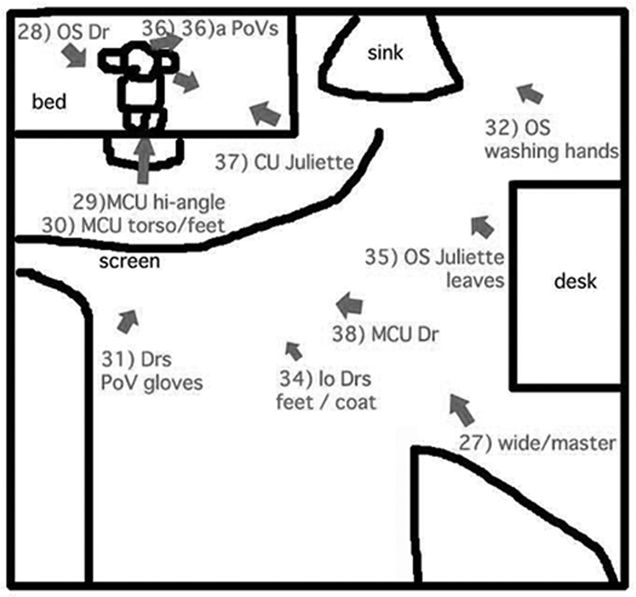 28) OS Dr
36) 36)a PoVs
sink
bed
32) OS
washing hands
37) CU Juliette
29)MCU hi-angle
30) MCU torso/feet
screen
35) OS Juliette
leaves
desk
31) Drs
PoV gloves
38) MCU Dr
34) lo Drs
feet / coat
27) wide/master